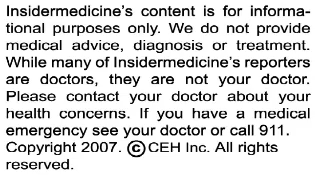 Insidermedicine's content is for informa-
tional purposes only. We do not provide
medical advice, diagnosis or treatment.
While many of Insidermedicine's reporters
are doctors, they are not your doctor.
Please contact your doctor about your
health concerns. If you have a medical
emergency see your doctor or call 911.
Copyright 2007. © CEH Inc. All rights
reserved.